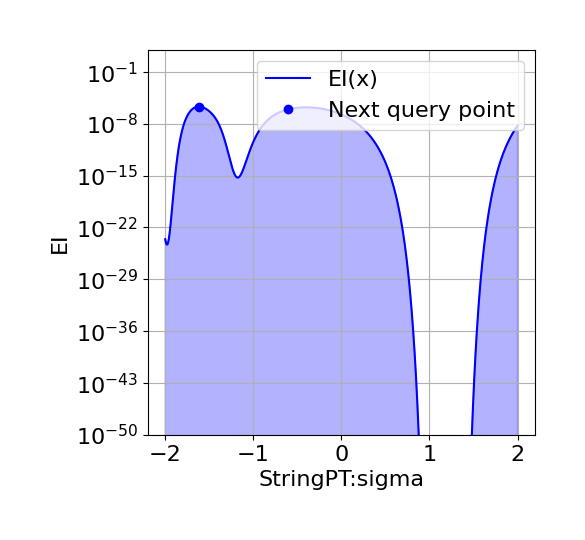 EI(x)
Next query point
10^-1
10^-8
10^-15
10^-22
10^-29
10^-36
10^-43
10^-50
EI
−2 −1 0 1 2
StringPT:sigma